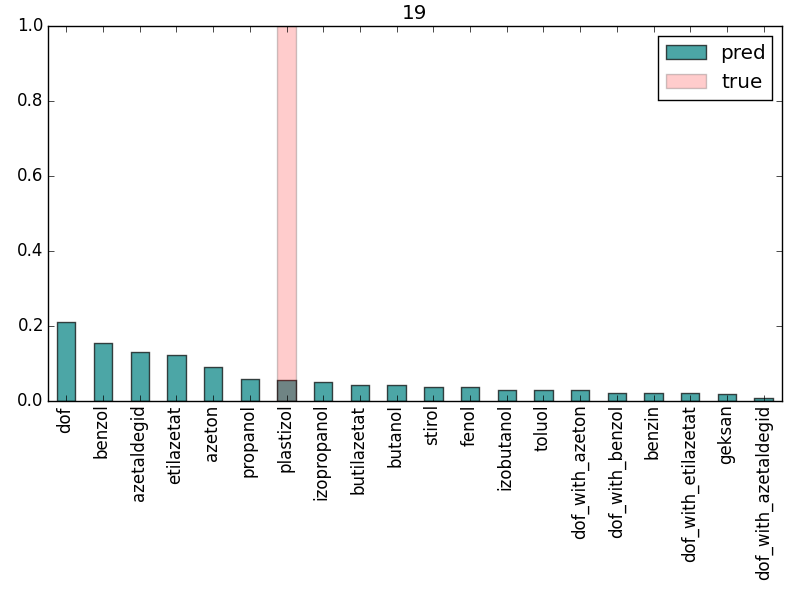 19
1.0
0.8
0.6
0.4
0.2
0.0
pred
true
dof
benzol
azetaldegid
etilazetat
azeton
propanol
plastizol
izopropanol
butilazetat
butanol
stirol
fenol
izobutanol
toluol
dof_with_azeton
dof_with_benzol
benzin
dof_with_etilazetat
geksan
dof_with_azetaldegid